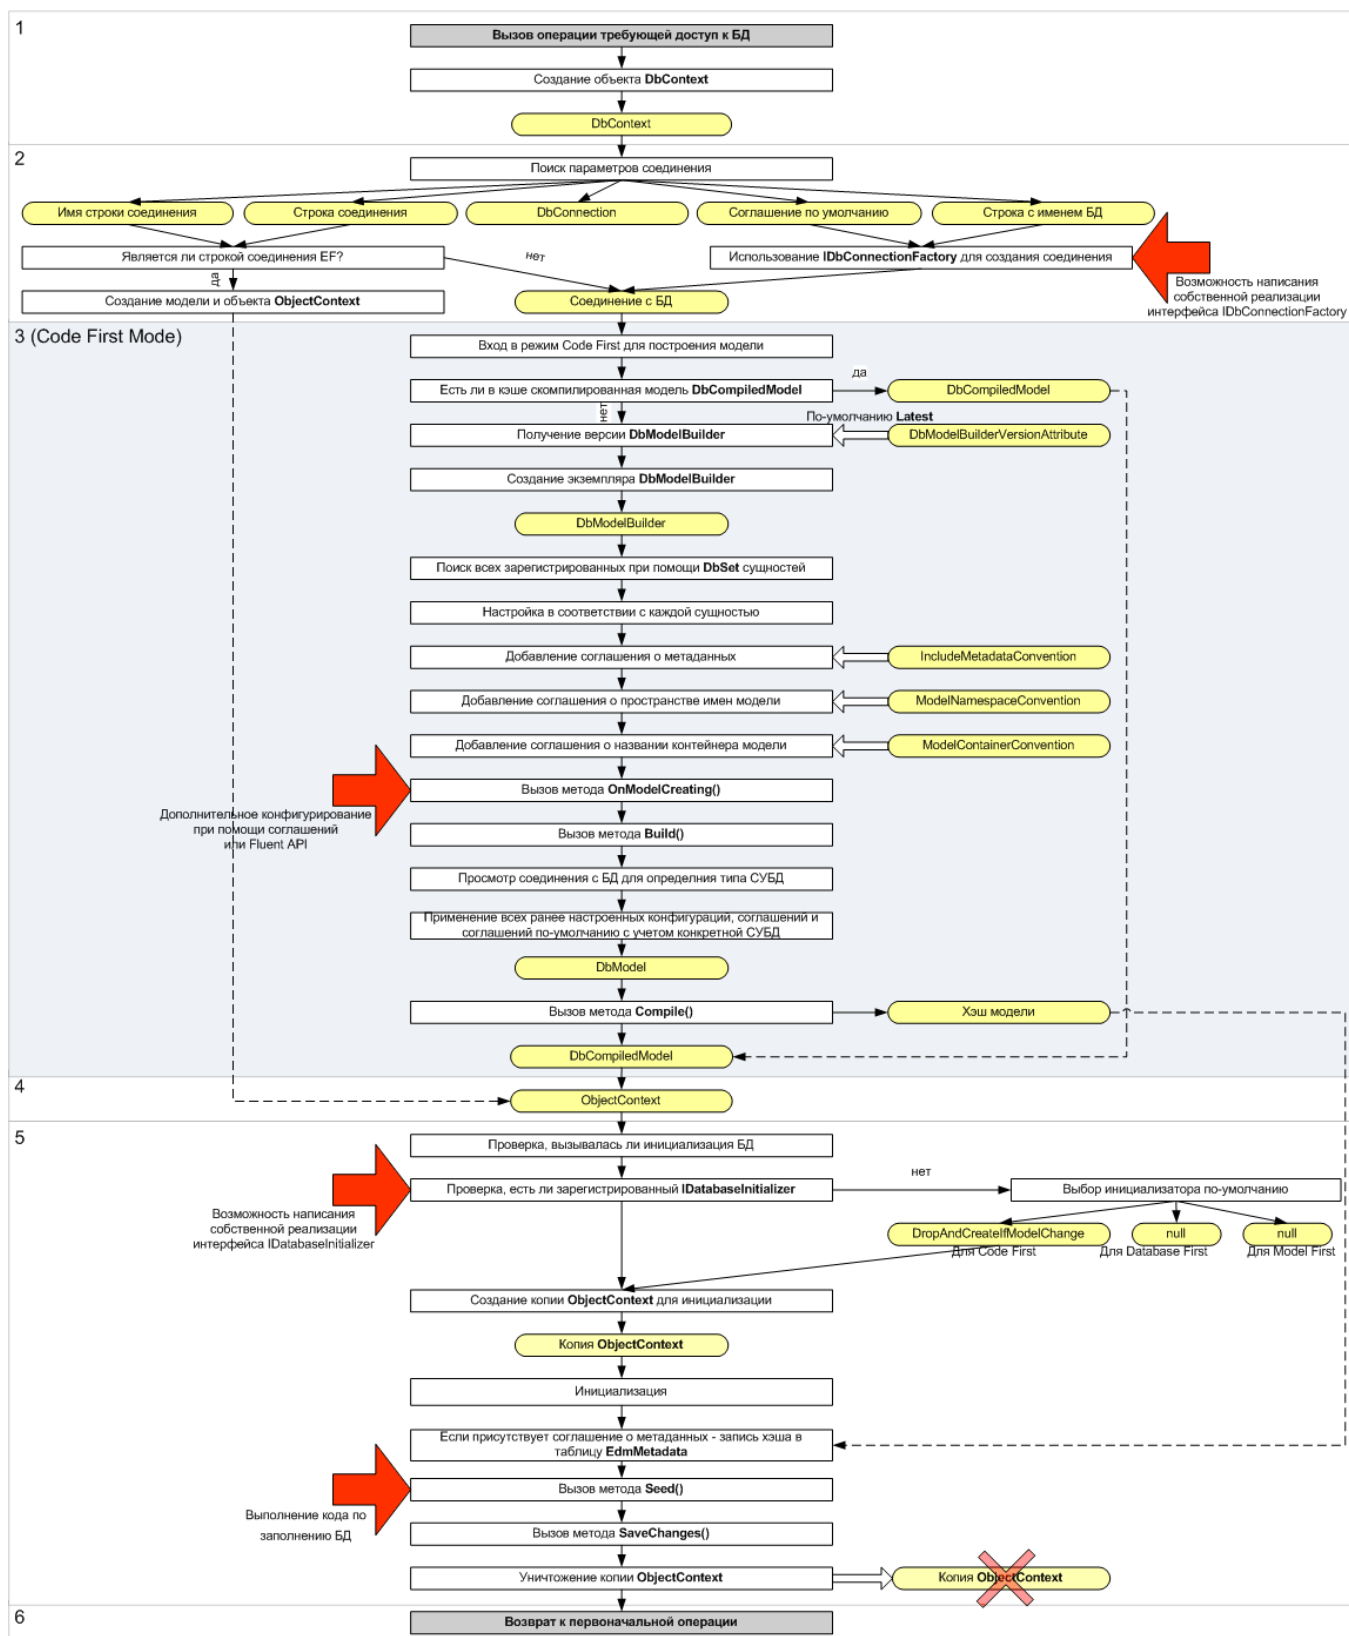 1
Вызов операции требующей доступ к БД
Создание объекта DbContext
DbContext
2
Поиск параметров соединения
Имя строки соединения
Строка соединения
DbConnection
Соглашение по умолчанию
Строка с именем БД
Является ли строкой соединения EF?
нет
Использование IDbConnectionFactory для создания соединения
да
Возможность написания
собственной реализации
интерфейса IDbConnectionFactory
Создание модели и объекта ObjectContext
Соединение с БД
3 (Code First Mode)
Вход в режим Code First для построения модели
Есть ли в кэше скомпилированная модель DbCompiledModel
да
DbCompiledModel
нет
По-умолчанию Latest
Получение версии DbModelBuilder
DbModelBuilderVersionAttribute
Создание экземпляра DbModelBuilder
DbModelBuilder
Поиск всех зарегистрированных при помощи DbSet сущностей
Настройка в соответствии с каждой сущностью
Добавление соглашения о метаданных
IncludeMetadataConvention
Добавление соглашения о пространстве имен модели
ModelNamespaceConvention
Добавление соглашения о названии контейнера модели
ModelContainerConvention
Вызов метода OnModelCreating()
Дополнительное конфигурирование
при помощи соглашений
или Fluent API
Вызов метода Build()
Просмотр соединения с БД для определния типа СУБД
Применение всех ранее настроенных конфигураций, соглашений и
соглашений по-умолчанию с учетом конкретной СУБД
DbModel
Вызов метода Compile()
Хэш модели
DbCompiledModel
4
ObjectContext
5
Проверка, вызывалась ли инициализация БД
Проверка, есть ли зарегистрированный IDatabaseInitializer
нет
Выбор инициализатора по-умолчанию
Возможность написания
собственной реализации
интерфейса IDatabaseInitializer
DropAndCreateIfModelChange
null
null
Для Code First
Для Database First
Для Model First
Создание копии ObjectContext для инициализации
Копия ObjectContext
Инициализация
Если присутствует соглашение о метаданных - запись хэша в
таблицу EdmMetadata
Вызов метода Seed()
Выполнение кода по
заполнению БД
Вызов метода SaveChanges()
Уничтожение копии ObjectContext
Копия ObjectContext
6
Возврат к первоначальной операции